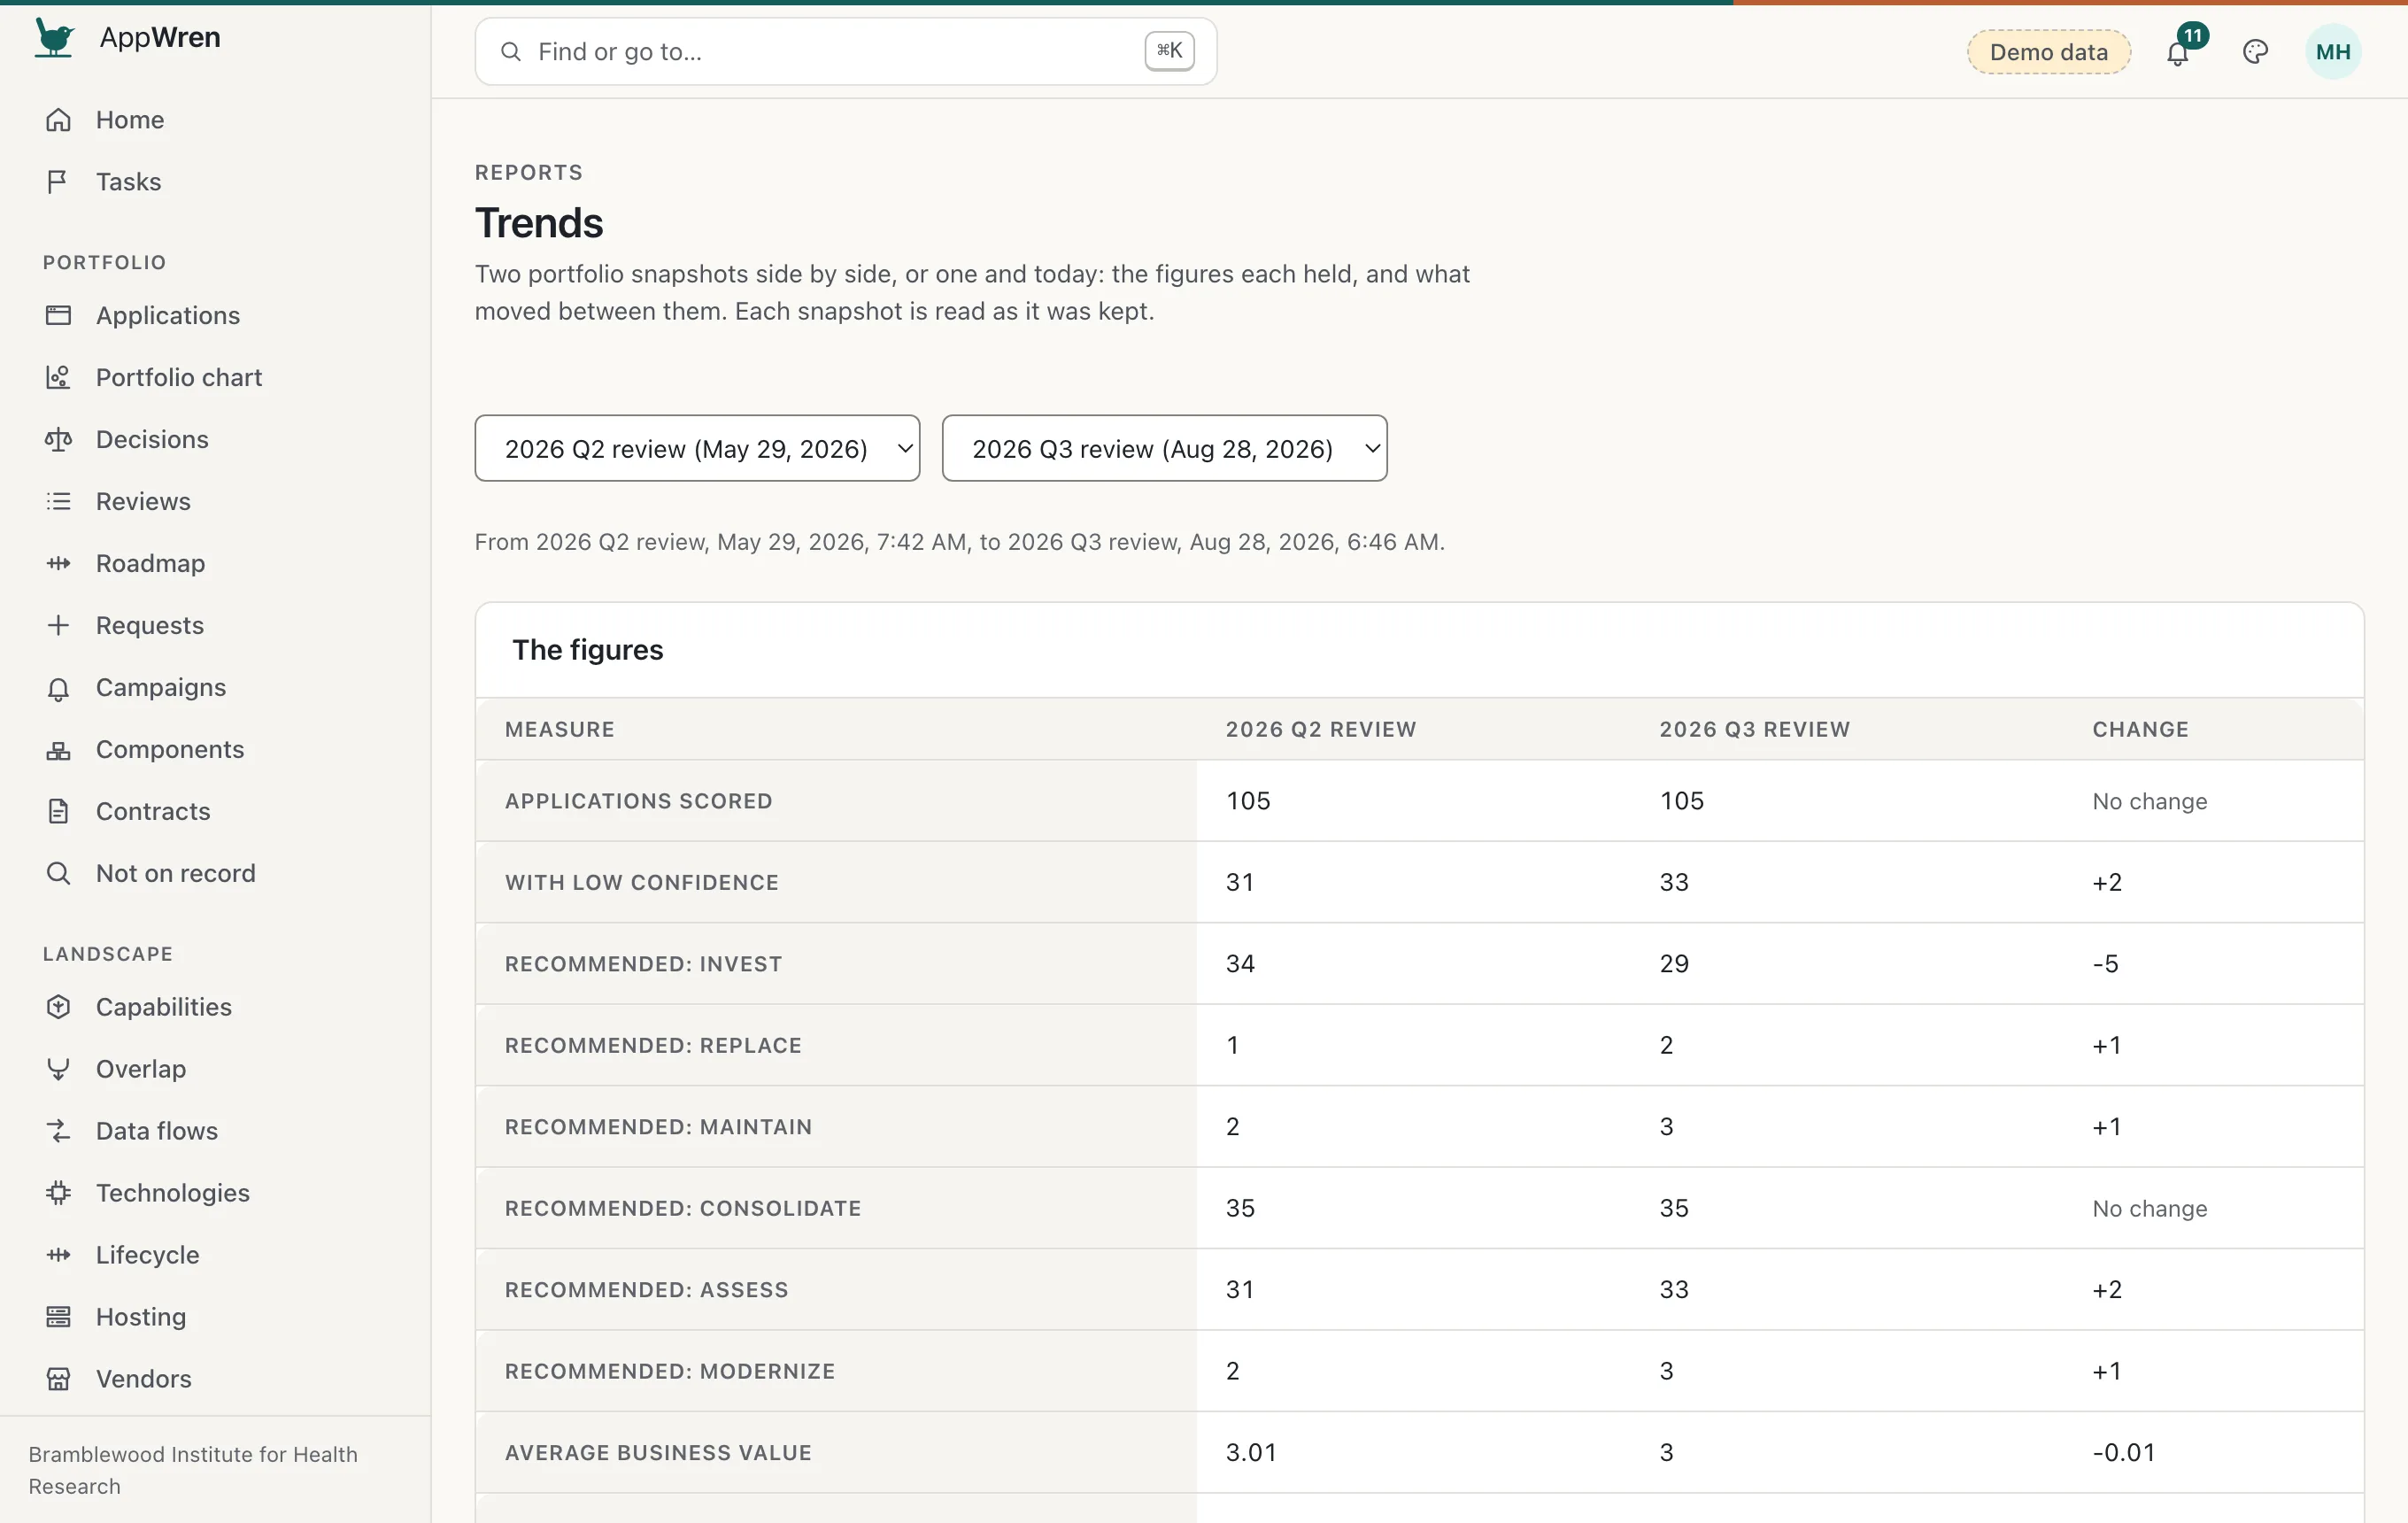 AppWren
Find or go to...
⌘K
Demo data
11
MH
Home
Tasks
PORTFOLIO
Applications
Portfolio chart
Decisions
Reviews
Roadmap
Requests
Campaigns
Components
Contracts
Not on record
LANDSCAPE
Capabilities
Overlap
Data flows
Technologies
Lifecycle
Hosting
Vendors
Bramblewood Institute for Health
Research
REPORTS
Trends
Two portfolio snapshots side by side, or one and today: the figures each held, and what
moved between them. Each snapshot is read as it was kept.
2026 Q2 review (May 29, 2026)
2026 Q3 review (Aug 28, 2026)
From 2026 Q2 review, May 29, 2026, 7:42 AM, to 2026 Q3 review, Aug 28, 2026, 6:46 AM.
The figures
MEASURE 2026 Q2 REVIEW 2026 Q3 REVIEW CHANGE
APPLICATIONS SCORED 105 105 No change
WITH LOW CONFIDENCE 31 33 +2
RECOMMENDED: INVEST 34 29 -5
RECOMMENDED: REPLACE 1 2 +1
RECOMMENDED: MAINTAIN 2 3 +1
RECOMMENDED: CONSOLIDATE 35 35 No change
RECOMMENDED: ASSESS 31 33 +2
RECOMMENDED: MODERNIZE 2 3 +1
AVERAGE BUSINESS VALUE 3.01 3 -0.01